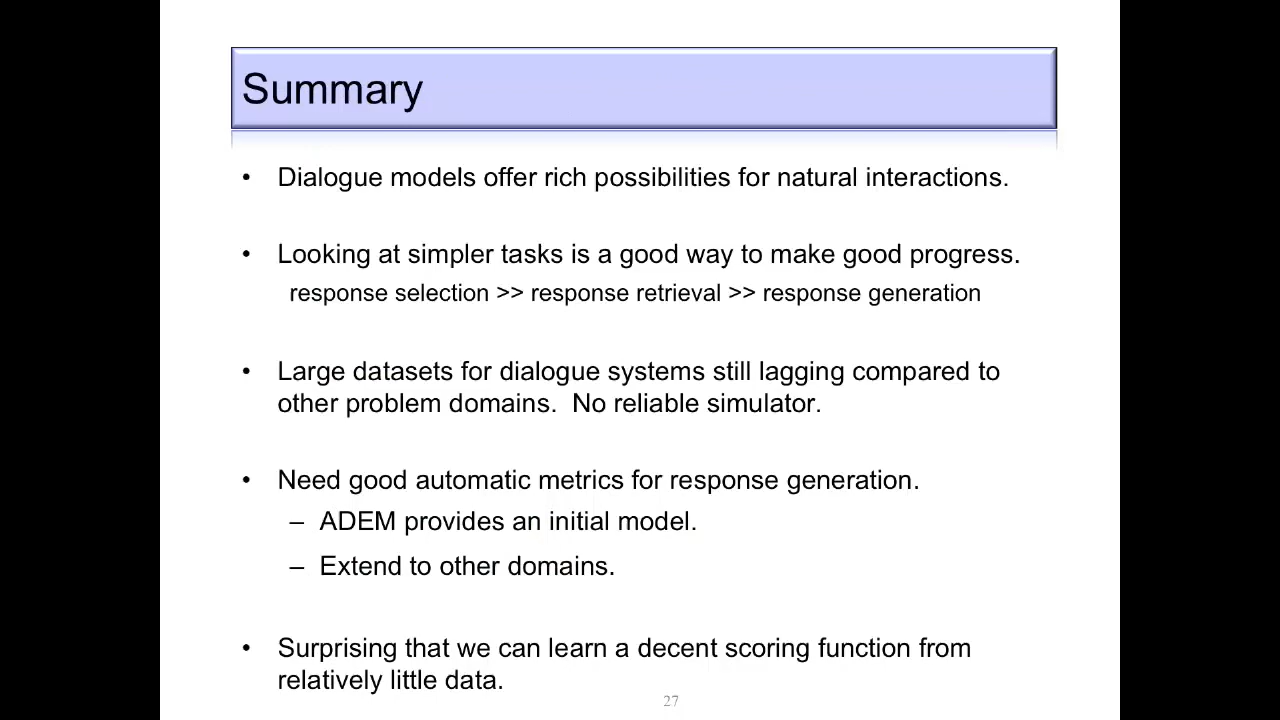 Summary
• Dialogue models offer rich possibilities for natural interactions.
• Looking at simpler tasks is a good way to make good progress.
response selection >> response retrieval >> response generation
• Large datasets for dialogue systems still lagging compared to
other problem domains.  No reliable simulator.
• Need good automatic metrics for response generation.
– ADEM provides an initial model.
– Extend to other domains.
• Surprising that we can learn a decent scoring function from
relatively little data.
27